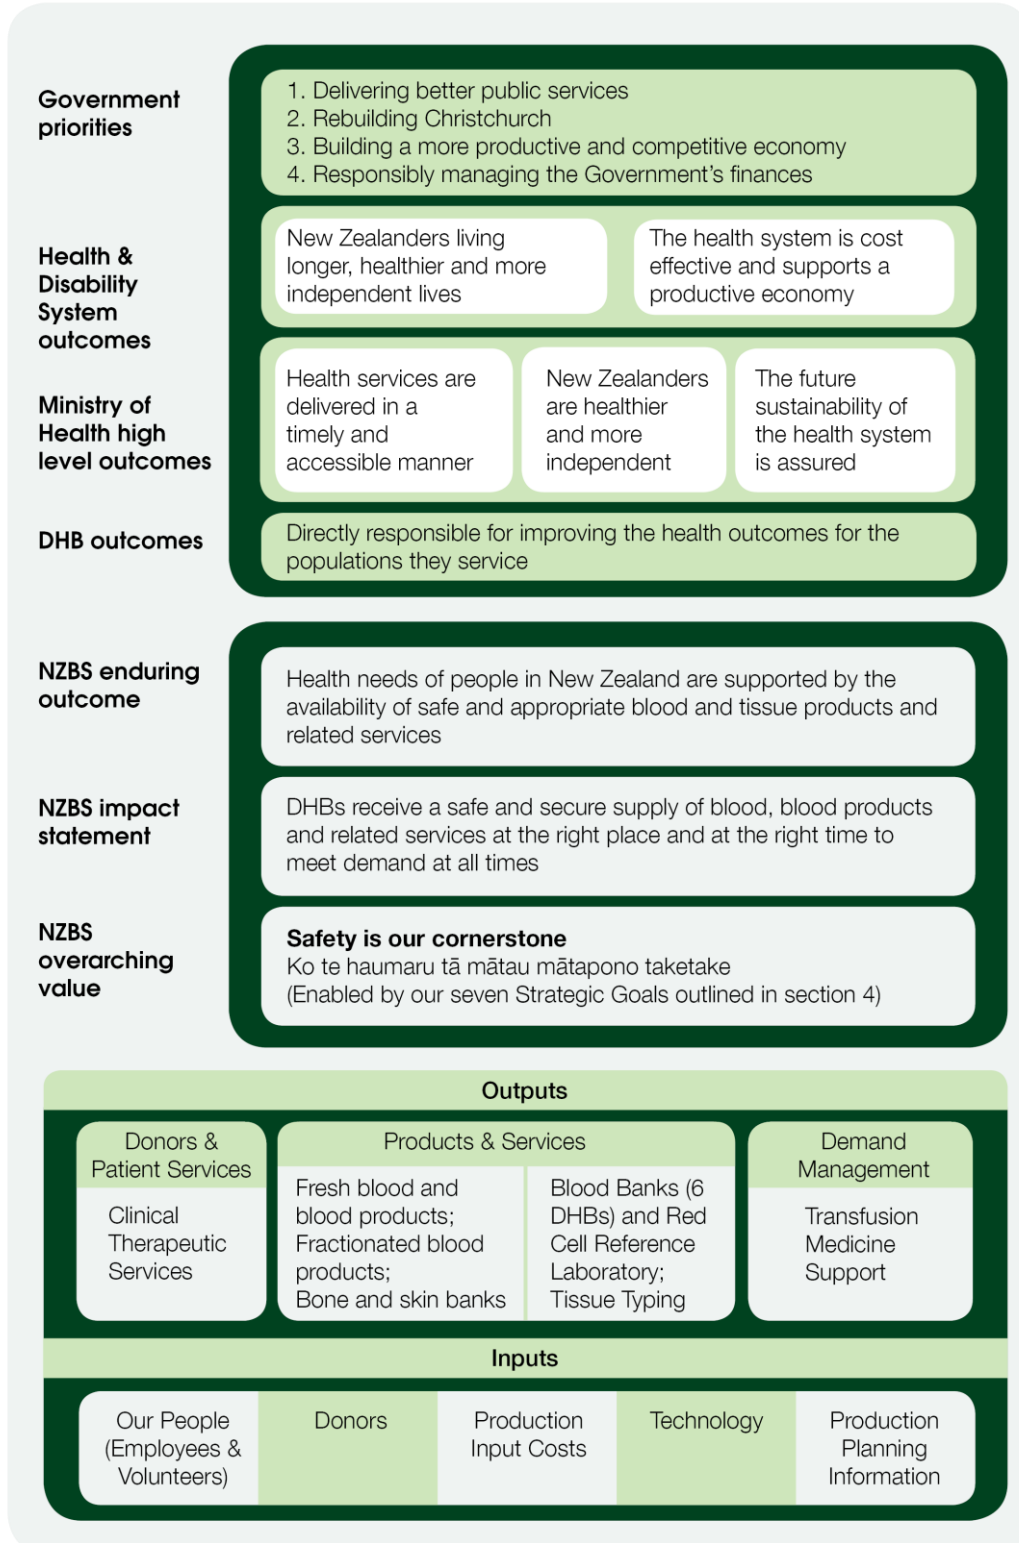 Government
priorities
1. Delivering better public services
2. Rebuilding Christchurch
3. Building a more productive and competitive economy
4. Responsibly managing the Government's finances
Health &
Disability
System
outcomes
New Zealanders living
longer, healthier and more
independent lives
The health system is cost
effective and supports a
productive economy
Ministry of
Health high
level outcomes
Health services are
delivered in a
timely and
accessible manner
New Zealanders
are healthier
and more
independent
The future
sustainability of
the health system
is assured
DHB outcomes
Directly responsible for improving the health outcomes for the
populations they service
NZBS enduring
outcome
Health needs of people in New Zealand are supported by the
availability of safe and appropriate blood and tissue products and
related services
NZBS impact
statement
DHBs receive a safe and secure supply of blood, blood products
and related services at the right place and at the right time to
meet demand at all times
NZBS
overarching
value
Safety is our cornerstone
Ko te haumaru tā mātau mātapono taketake
(Enabled by our seven Strategic Goals outlined in section 4)
Outputs
Donors &
Patient Services
Clinical
Therapeutic
Services
Products & Services
Fresh blood and
blood products;
Fractionated blood
products;
Bone and skin banks
Blood Banks (6
DHBs) and Red
Cell Reference
Laboratory;
Tissue Typing
Demand
Management
Transfusion
Medicine
Support
Inputs
Our People
(Employees &
Volunteers)
Donors
Production
Input Costs
Technology
Production
Planning
Information